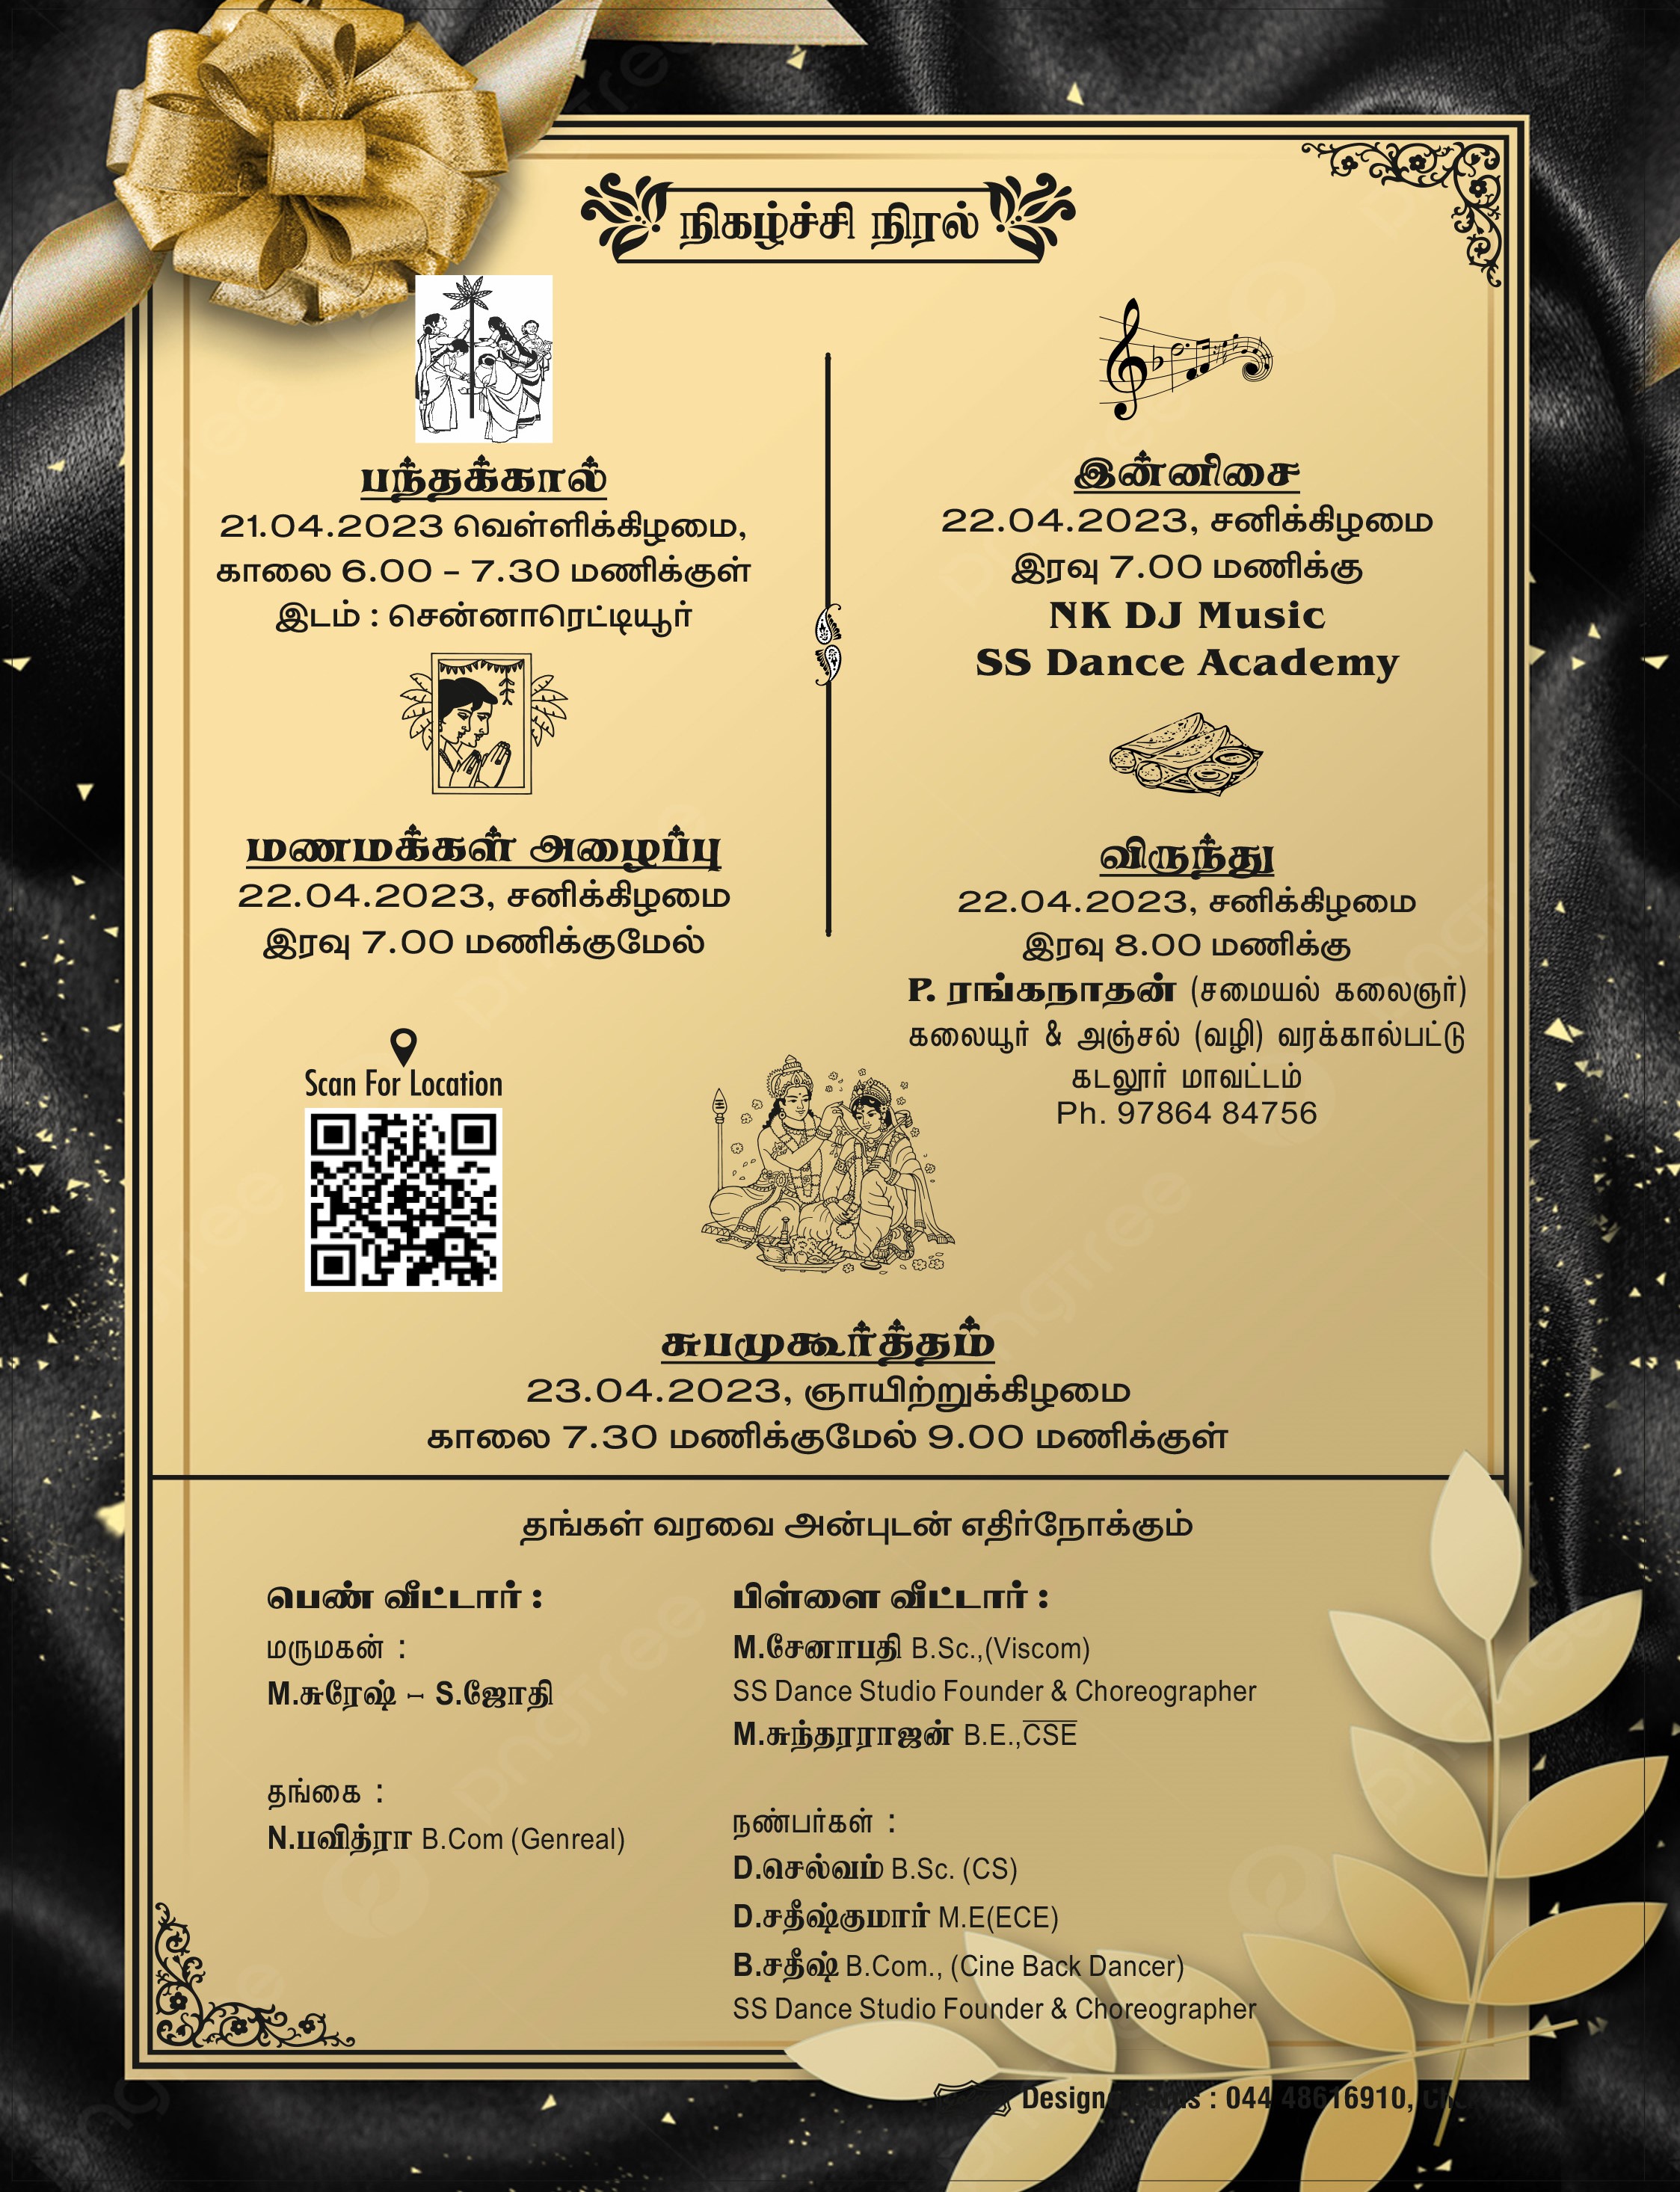 நிகழ்ச்சி நிரல்
பந்தக்கால்
21.04.2023 வெள்ளிக்கிழமை,
காலை 6.00 - 7.30 மணிக்குள்
இடம் : சென்னாரெட்டியூர்
மணமக்கள் அழைப்பு
22.04.2023, சனிக்கிழமை
இரவு 7.00 மணிக்குமேல்
Scan For Location
இன்னிசை
22.04.2023, சனிக்கிழமை
இரவு 7.00 மணிக்கு
NK DJ Music
SS Dance Academy
விருந்து
22.04.2023, சனிக்கிழமை
இரவு 8.00 மணிக்கு
P. ரங்கநாதன் (சமையல் கலைஞர்)
கலையூர் & அஞ்சல் (வழி) வரக்கால்பட்டு
கடலூர் மாவட்டம்
Ph. 97864 84756
சுபமுகூர்த்தம்
23.04.2023, ஞாயிற்றுக்கிழமை
காலை 7.30 மணிக்குமேல் 9.00 மணிக்குள்
தங்கள் வரவை அன்புடன் எதிர்நோக்கும்
பெண் வீட்டார் :
மருமகன் :
M.சுரேஷ் - S.ஜோதி
தங்கை :
N.பவித்ரா B.Com (Genreal)
பிள்ளை வீட்டார் :
M.சேனாபதி B.Sc.,(Viscom)
SS Dance Studio Founder & Choreographer
M.சுந்தரராஜன் B.E.,CSE
நண்பர்கள் :
D.செல்வம் B.Sc. (CS)
D.சதீஷ்குமார் M.E(ECE)
B.சதீஷ் B.Com., (Cine Back Dancer)
SS Dance Studio Founder & Choreographer
: 044 48616910,